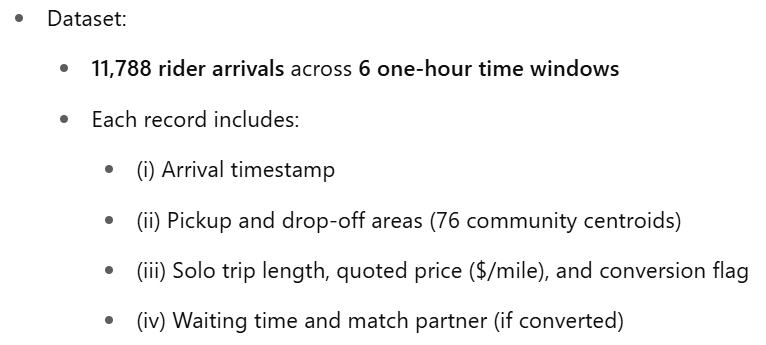 Dataset:
11,788 rider arrivals across 6 one-hour time windows
Each record includes:
(i) Arrival timestamp
(ii) Pickup and drop-off areas (76 community centroids)
(iii) Solo trip length, quoted price ($/mile), and conversion flag
(iv) Waiting time and match partner (if converted)